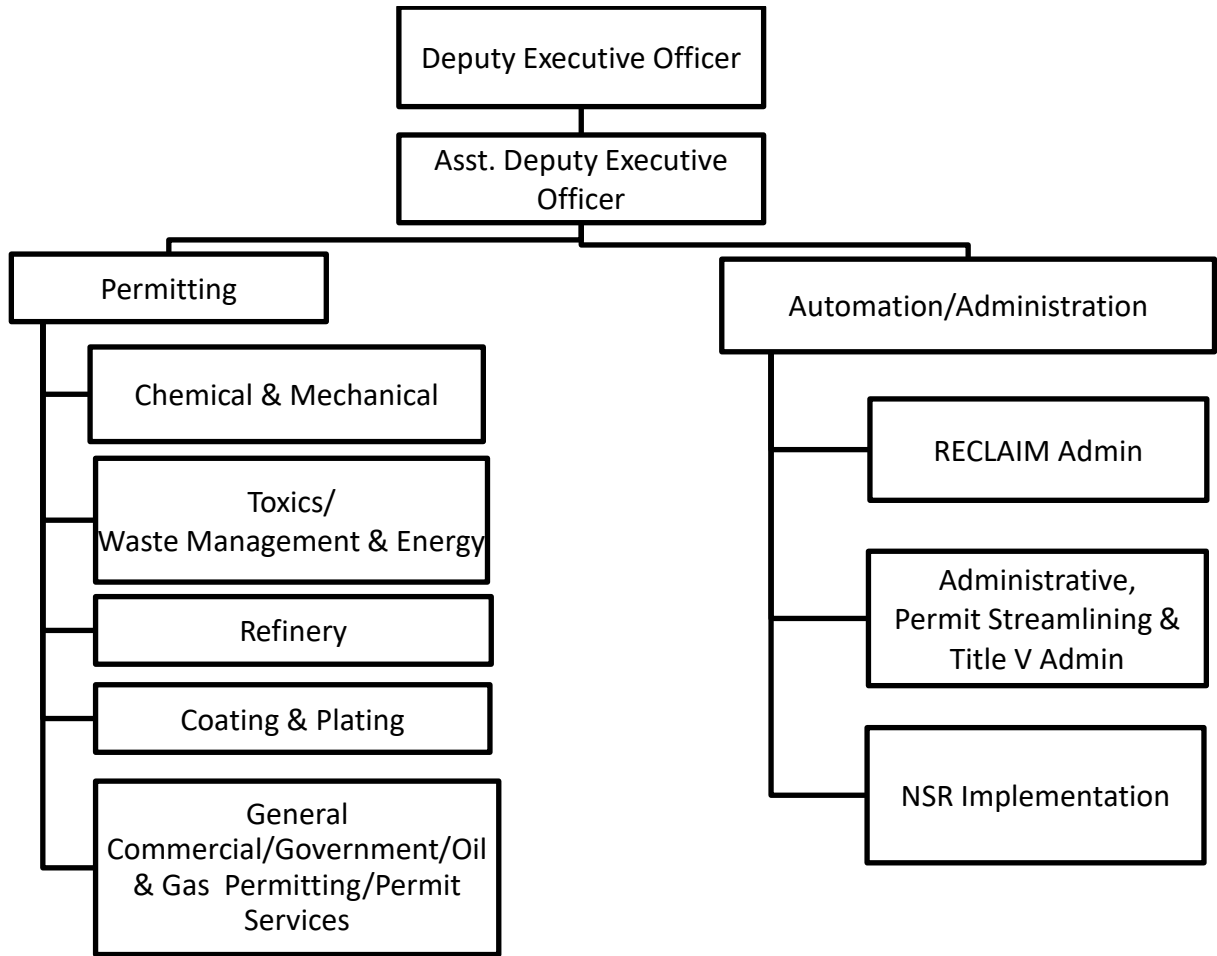 Deputy Executive Officer
Asst. Deputy Executive
Officer
Permitting
Chemical & Mechanical
Toxics/
Waste Management & Energy
Refinery
Coating & Plating
General
Commercial/Government/Oil
& Gas  Permitting/Permit
Services
Automation/Administration
RECLAIM Admin
Administrative,
Permit Streamlining &
Title V Admin
NSR Implementation